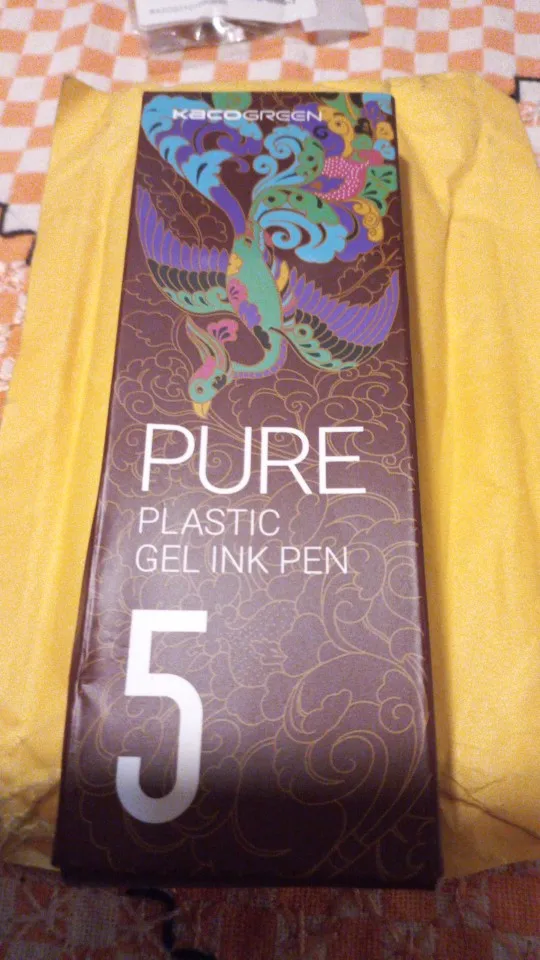 KACOGREEN
PURE
PLASTIC
GEL INK PEN
5